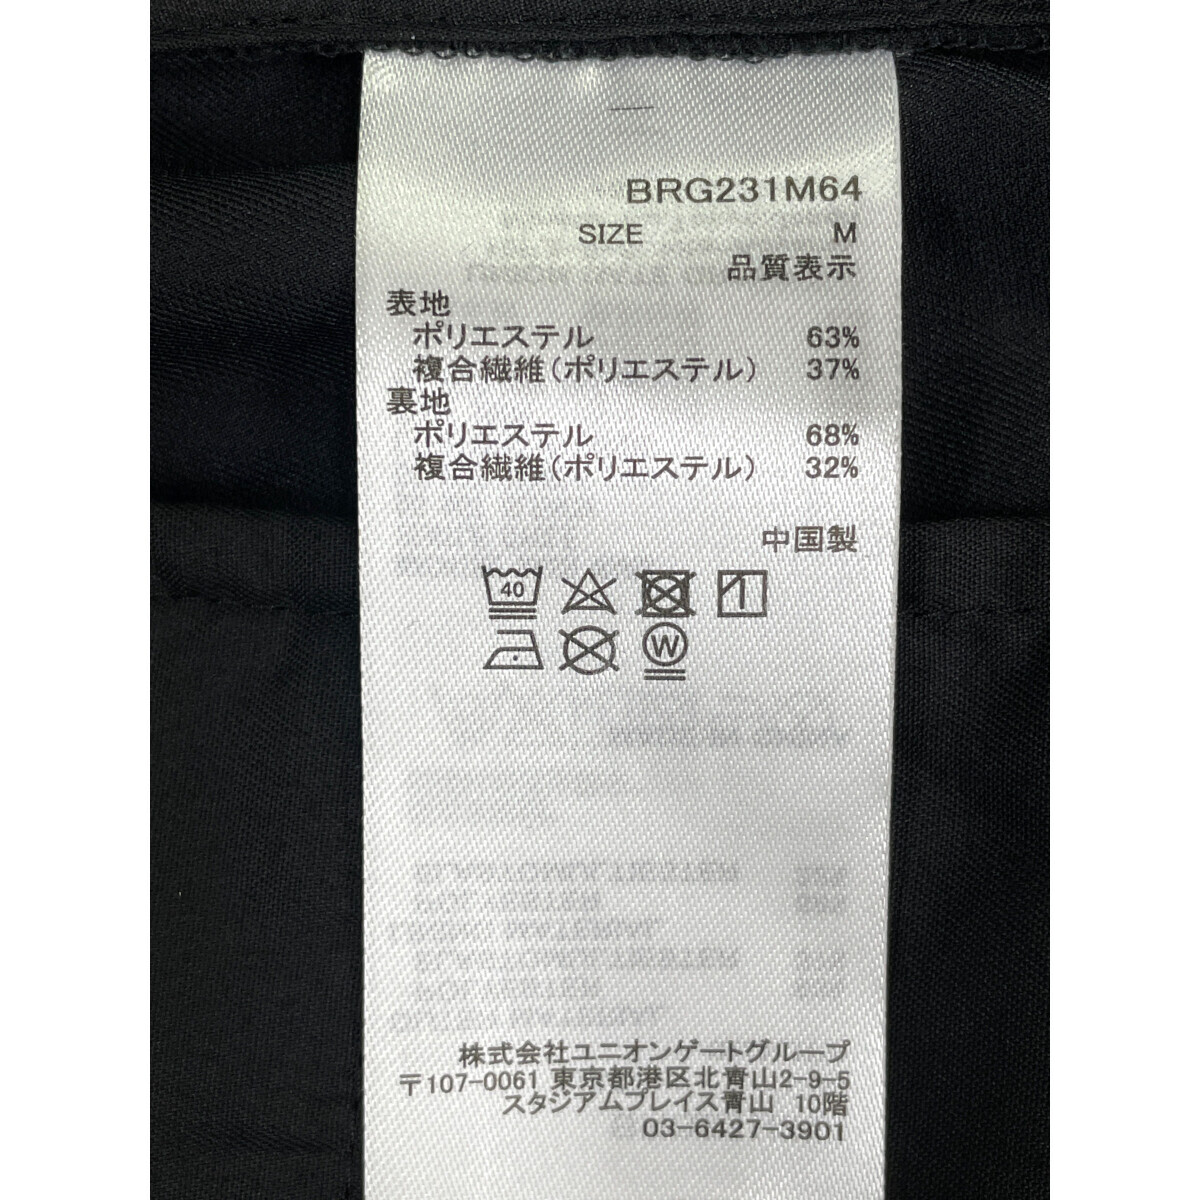 BRG231M64
SIZE M
品質表示
表地
ポリエステル 63%
複合繊維(ポリエステル) 37%
裏地
ポリエステル 68%
複合繊維(ポリエステル) 32%
中国製
40
W
株式会社ユニオンゲートグループ
〒107-0061 東京都港区北青山2-9-5
スタジアムプレイス青山 10階
03-6427-3901